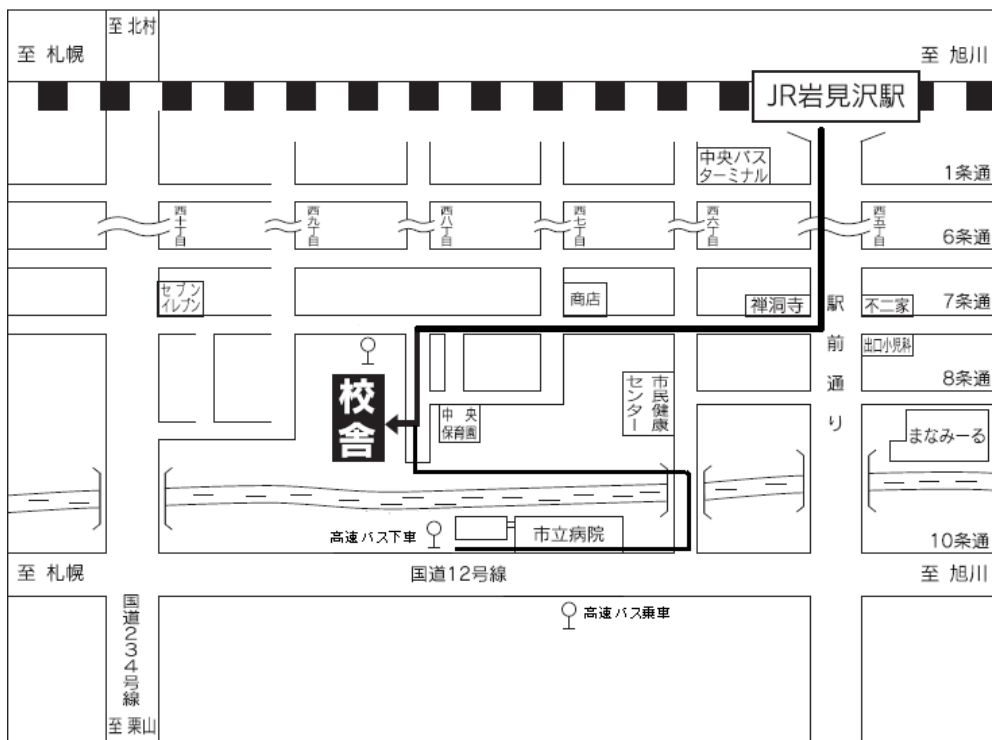 至 北村
至 札幌
至 旭川
JR岩見沢駅
中央バス
ターミナル
1条通
西十丁目
西九丁目
西八丁目
西七丁目
西六丁目
西五丁目
6条通
セブン
イレブン
商店
禅洞寺
不二家
7条通
駅前通り
出口小児科
8条通
校舎
中央
保育園
市民健康
センター
まなみーる
高速バス下車
市立病院
10条通
至 札幌
国道12号線
至 旭川
国道234号線
高速バス乗車
至 栗山